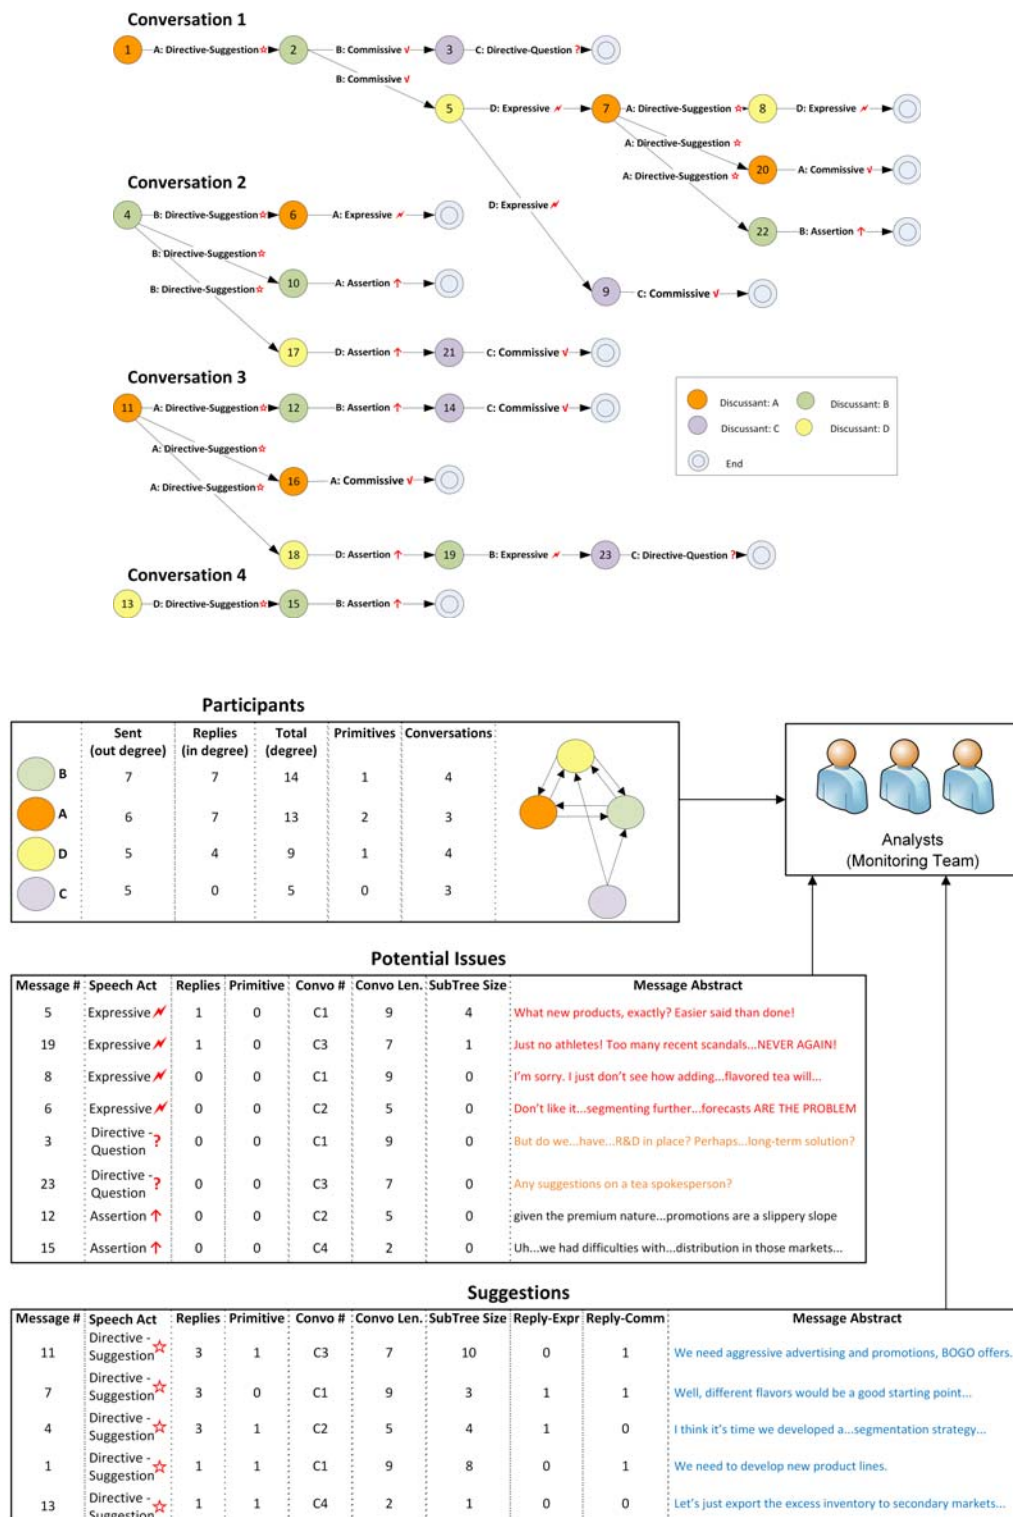 Conversation 1
1 A: Directive-Suggestion 2 B: Commissive √ 3 C: Directive-Question ?
B: Commissive √
5 D: Expressive 7 A: Directive-Suggestion 8 D: Expressive
A: Directive-Suggestion
20 A: Commissive √
A: Directive-Suggestion
22 B: Assertion ↑
D: Expressive
9 C: Commissive √
Conversation 2
4 B: Directive-Suggestion ☆ 6 A: Expressive
B: Directive-Suggestion ☆
10 A: Assertion ↑
B: Directive-Suggestion ☆
17 D: Assertion ↑ 21 C: Commissive √
Conversation 3
11 A: Directive-Suggestion ☆ 12 B: Assertion ↑ 14 C: Commissive √
A: Directive-Suggestion ☆
16 A: Commissive √
A: Directive-Suggestion ☆
18 D: Assertion ↑ 19 B: Expressive 23 C: Directive-Question ?
Conversation 4
13 D: Directive-Suggestion ☆ 15 B: Assertion ↑
Discussant: A Discussant: B
Discussant: C Discussant: D
End
Participants
Sent (out degree) Replies (in degree) Total (degree) Primitives Conversations
B 7 7 14 1 4
A 6 7 13 2 3
D 5 4 9 1 4
C 5 0 5 0 3
Analysts
(Monitoring Team)
Potential Issues
Message # Speech Act Replies Primitive Convo # Convo Len. SubTree Size Message Abstract
5 Expressive 1 0 C1 9 4 What new products, exactly? Easier said than done!
19 Expressive 1 0 C3 7 1 Just no athletes! Too many recent scandals...NEVER AGAIN!
8 Expressive 0 0 C1 9 0 I'm sorry. I just don't see how adding...flavored tea will...
6 Expressive 0 0 C2 5 0 Don't like it...segmenting further...forecasts ARE THE PROBLEM
3 Directive - Question ? 0 0 C1 9 0 But do we...have...R&D in place? Perhaps...long-term solution?
23 Directive - Question ? 0 0 C3 7 0 Any suggestions on a tea spokesperson?
12 Assertion ↑ 0 0 C2 5 0 given the premium nature...promotions are a slippery slope
15 Assertion ↑ 0 0 C4 2 0 Uh...we had difficulties with...distribution in those markets...
Suggestions
Message # Speech Act Replies Primitive Convo # Convo Len. SubTree Size Reply-Expr Reply-Comm Message Abstract
11 Directive - Suggestion ☆ 3 1 C3 7 10 0 1 We need aggressive advertising and promotions, BOGO offers.
7 Directive - Suggestion ☆ 3 0 C1 9 3 1 1 Well, different flavors would be a good starting point...
4 Directive - Suggestion ☆ 3 1 C2 5 4 1 0 I think it's time we developed a...segmentation strategy...
1 Directive - Suggestion ☆ 1 1 C1 9 8 0 1 We need to develop new product lines.
13 Directive - Suggestion ☆ 1 1 C4 2 1 0 0 Let's just export the excess inventory to secondary markets...